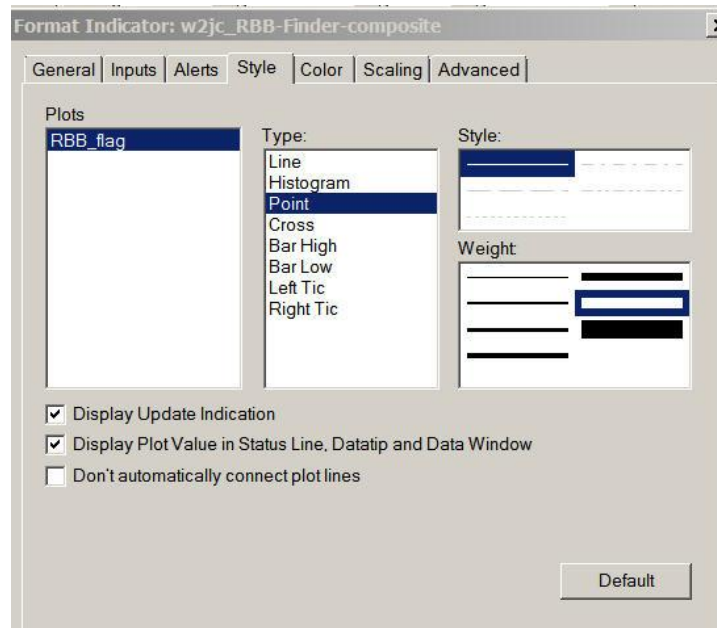 Format Indicator: w2jc_RBB-Finder-composite
General Inputs Alerts Style Color Scaling Advanced
Plots
RBB_flag
Type:
Line
Histogram
Point
Cross
Bar High
Bar Low
Left Tic
Right Tic
Style:
Weight:
Display Update Indication
Display Plot Value in Status Line, Datatip and Data Window
Don't automatically connect plot lines
Default